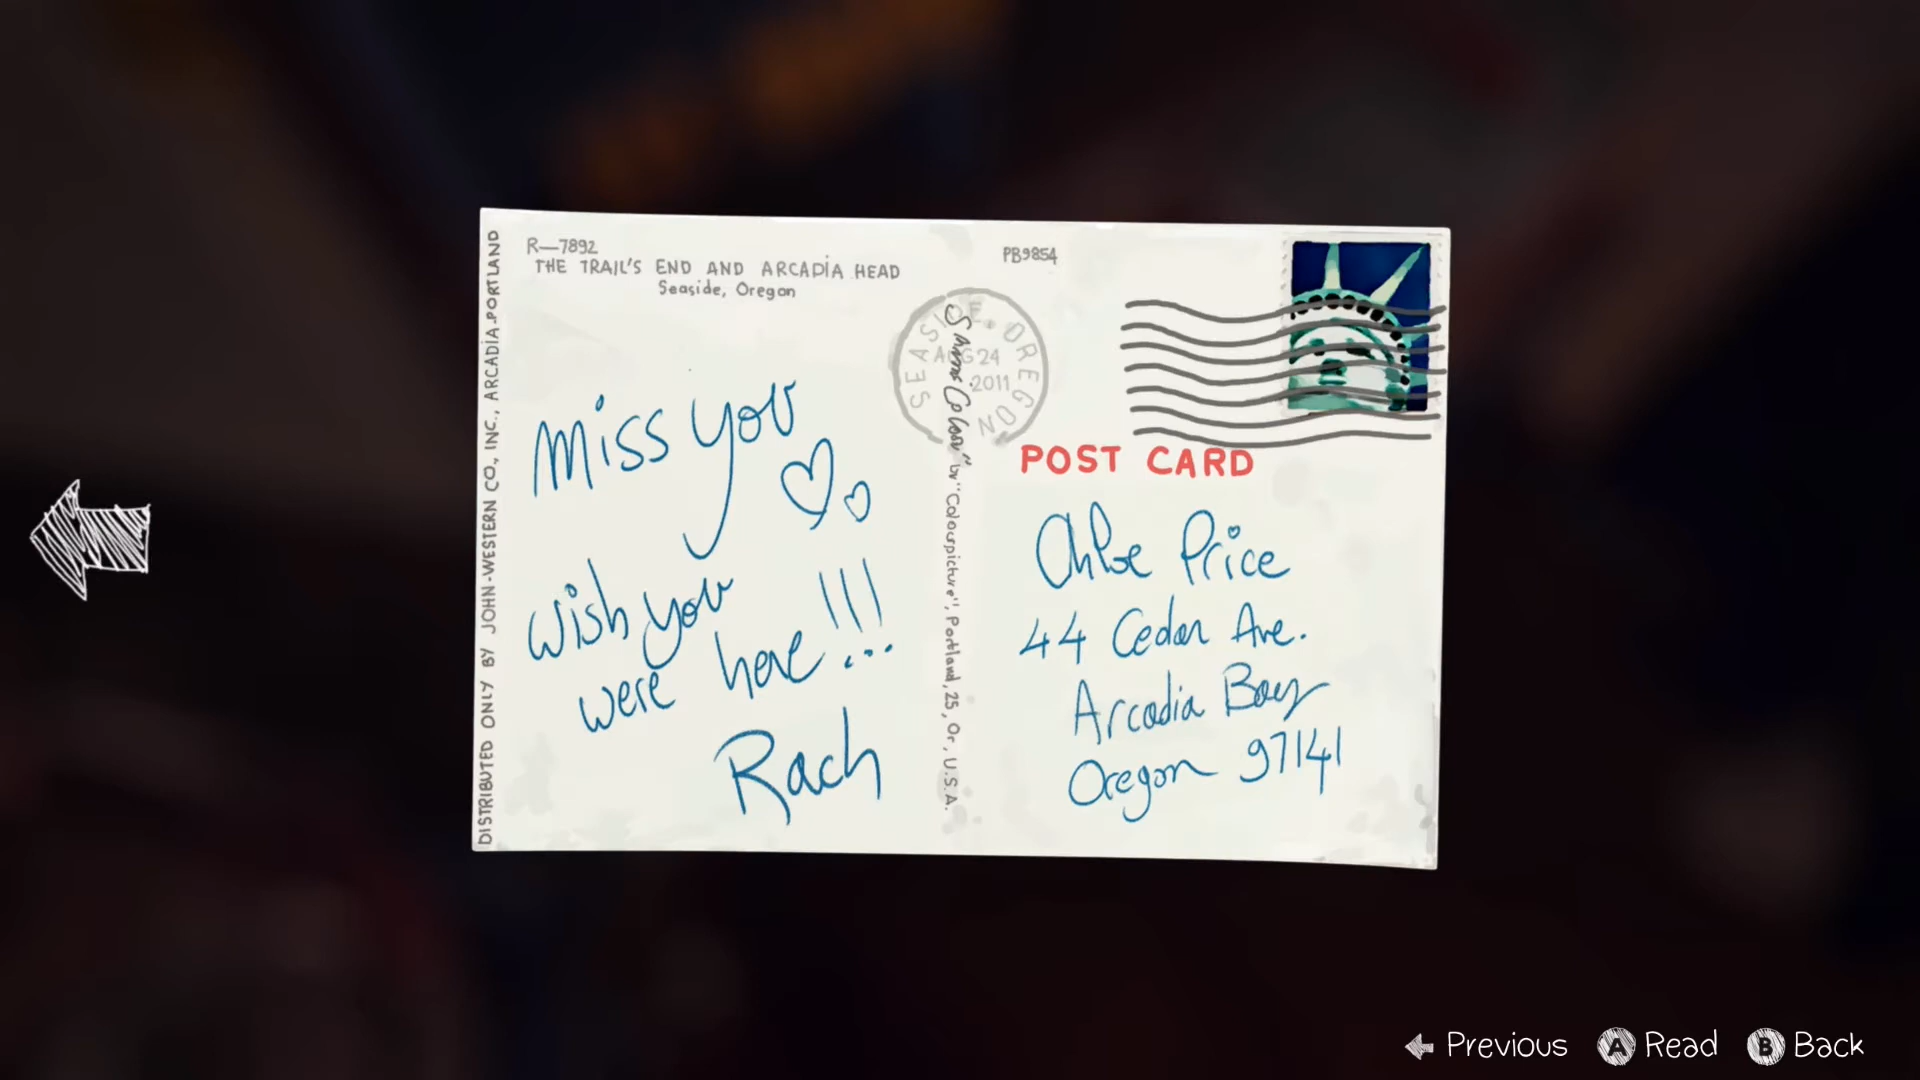 R—7892
THE TRAIL'S END AND ARCADIA HEAD
Seaside, Oregon
PB9854
DISTRIBUTED ONLY BY JOHN-WESTERN CO., INC., ARCADIA-PORTLAND
SEASIDE, OREGON
AUG 24
2011
by "Colourpicture", Portland, 25, Or, U.S.A.
POST CARD
Miss you
Wish you
were here!!!
Rach
Chloe Price
44 Cedar Ave.
Arcadia Bay
Oregon 97141
Previous
A Read
B Back